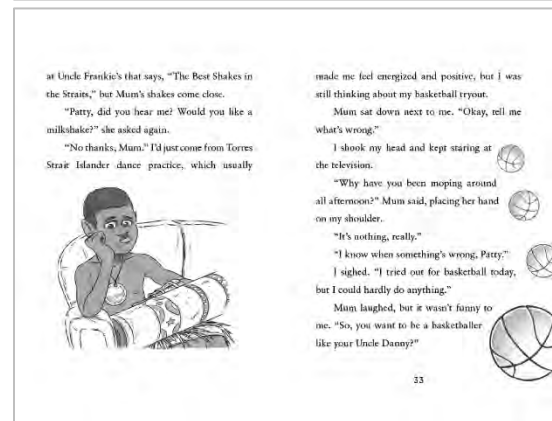 at Uncle Frankie's that says, "The Best Shakes in
the Straits," but Mum's shakes come close.
"Patty, did you hear me? Would you like a
milkshake?" she asked again.
"No thanks, Mum." I'd just come from Torres
Strait Islander dance practice, which usually
made me feel energized and positive, but I was
still thinking about my basketball tryout.
Mum sat down next to me. "Okay, tell me
what's wrong."
I shook my head and kept staring at
the television.
"Why have you been moping around
all afternoon?" Mum said, placing her hand
on my shoulder.
"It's nothing, really."
"I know when something's wrong, Patty."
I sighed. "I tried out for basketball today,
but I could hardly do anything."
Mum laughed, but it wasn't funny to
me. "So, you want to be a basketballer
like your Uncle Danny?"
33